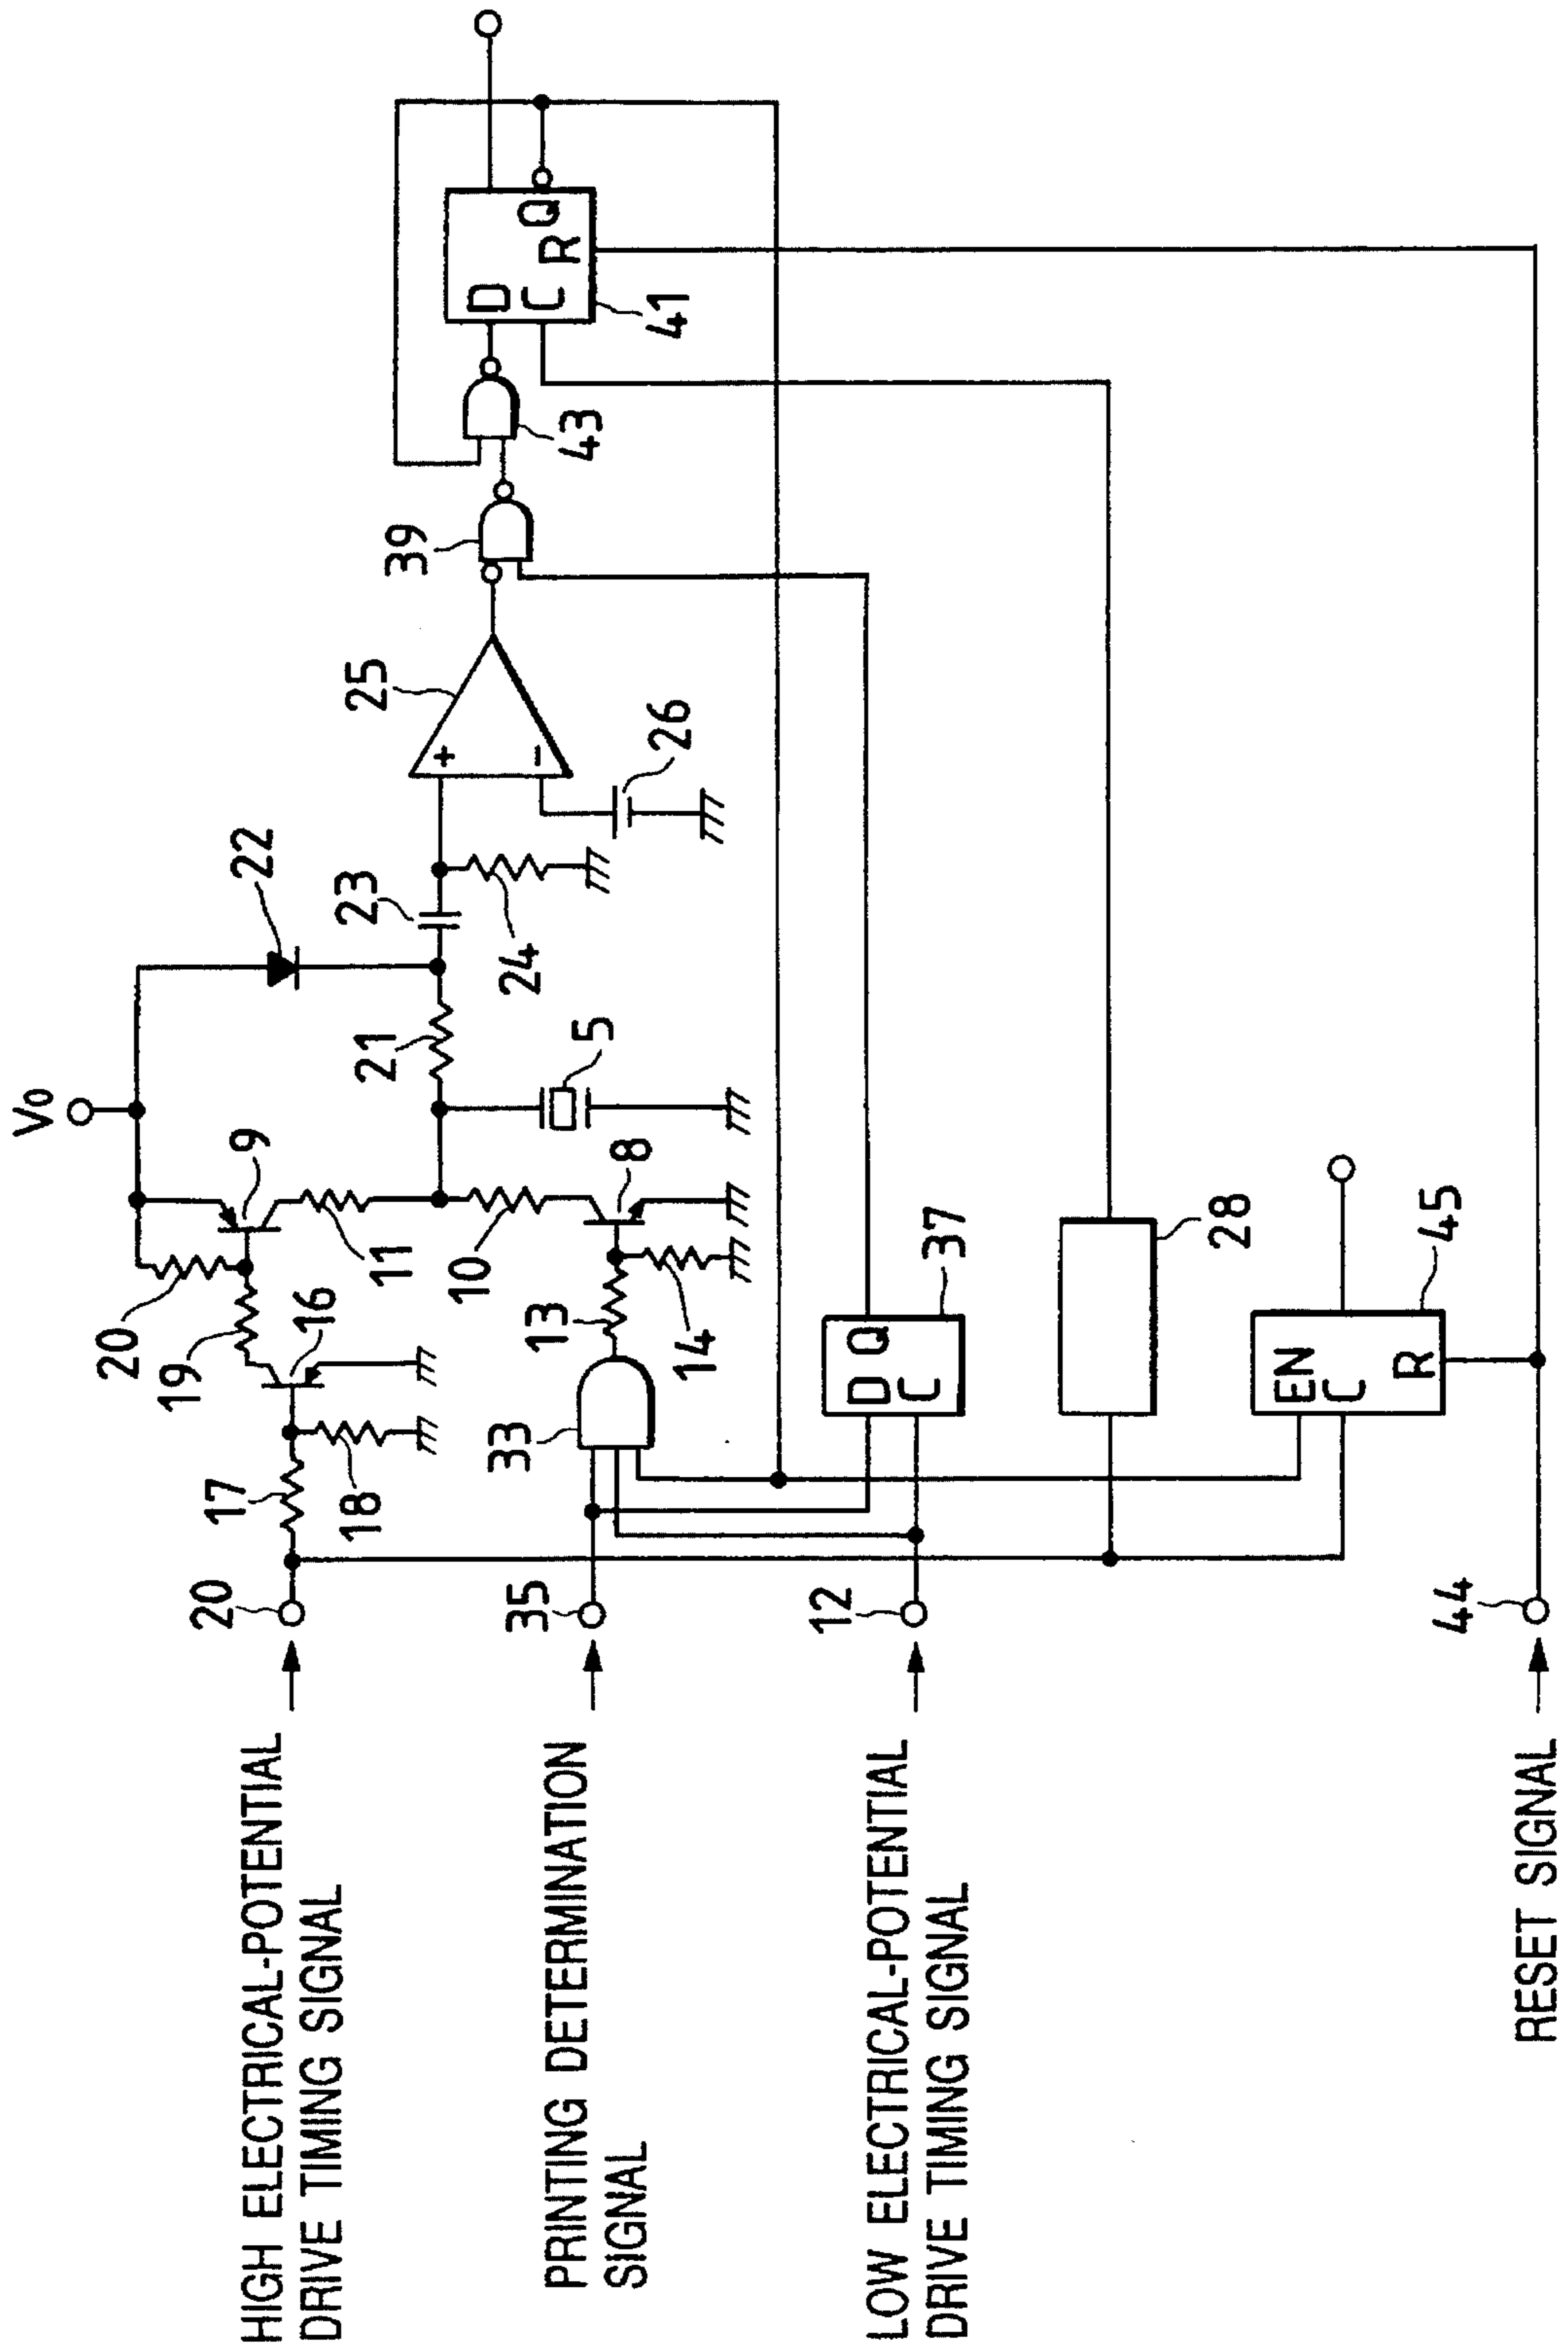 V0
20
9
22
19
11
21
23
25
39
5
24
26
43
41
D
C
R
Q
+
−
HIGH ELECTRICAL-POTENTIAL
DRIVE TIMING SIGNAL
20
17
18
16
10
8
PRINTING DETERMINATION
SIGNAL
35
33
13
14
LOW ELECTRICAL-POTENTIAL
DRIVE TIMING SIGNAL
12
D Q
C
37
28
EN
C
R
45
RESET SIGNAL
44